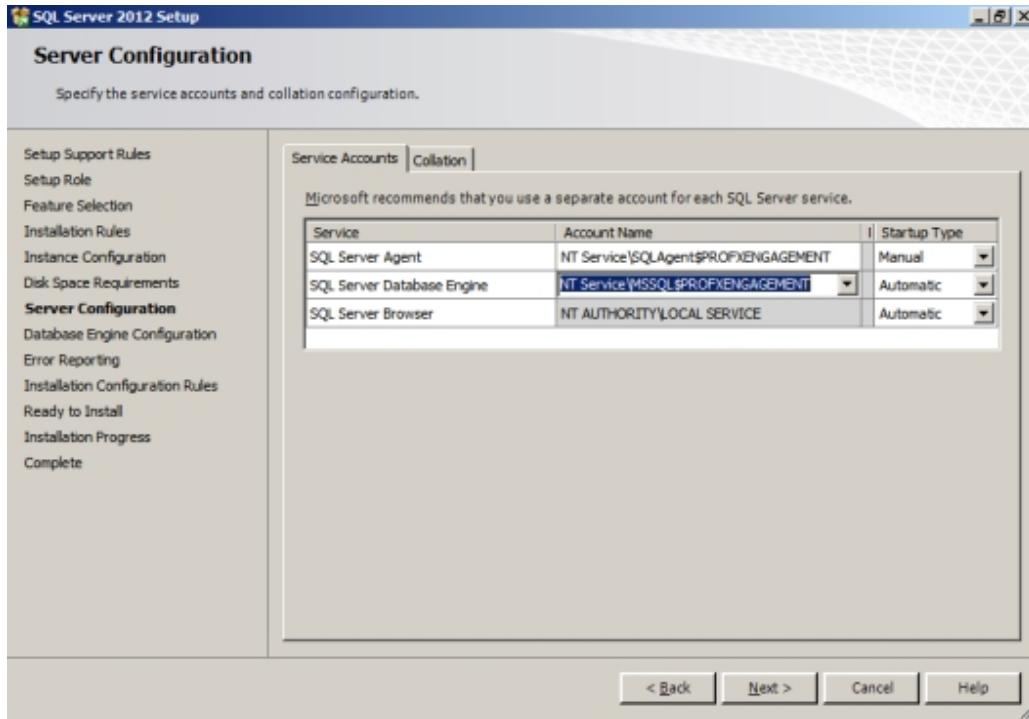 SQL Server 2012 Setup
Server Configuration
Specify the service accounts and collation configuration.
Setup Support Rules
Setup Role
Feature Selection
Installation Rules
Instance Configuration
Disk Space Requirements
Server Configuration
Database Engine Configuration
Error Reporting
Installation Configuration Rules
Ready to Install
Installation Progress
Complete
Service Accounts Collation
Microsoft recommends that you use a separate account for each SQL Server service.
Service Account Name Startup Type
SQL Server Agent NT Service\SQLAgent$PROFXENGAGEMENT Manual
SQL Server Database Engine NT Service\MSSQL$PROFXENGAGEMENT Automatic
SQL Server Browser NT AUTHORITY\LOCAL SERVICE Automatic
< Back Next > Cancel Help